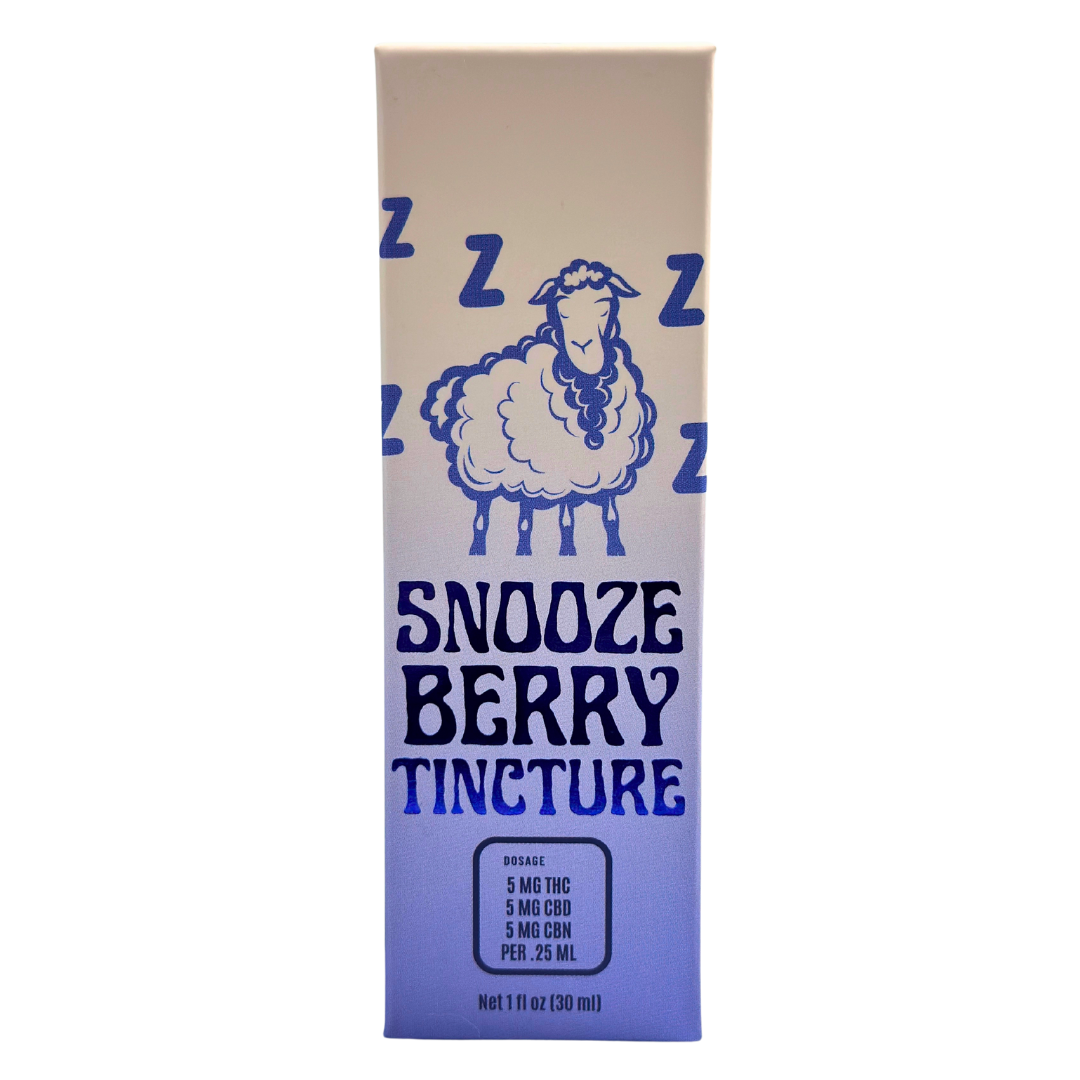 Z
Z
Z
Z
Z
SNOOZE
BERRY
TINCTURE
DOSAGE
5 MG THC
5 MG CBD
5 MG CBN
PER .25 ML
Net 1 fl oz (30 ml)